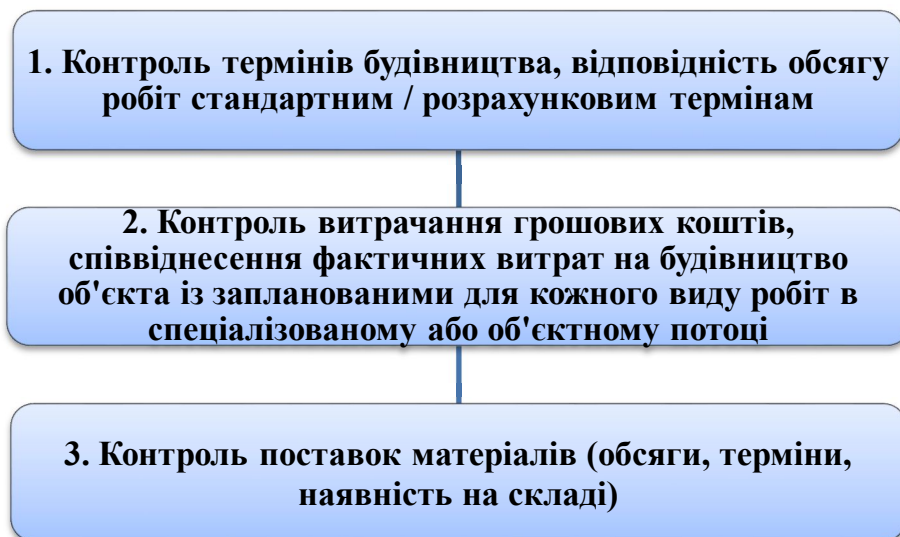 1. Контроль термінів будівництва, відповідність обсягу
робіт стандартним / розрахунковим термінам
2. Контроль витрачання грошових коштів,
співвіднесення фактичних витрат на будівництво
об'єкта із запланованими для кожного виду робіт в
спеціалізованому або об'єктному потоці
3. Контроль поставок матеріалів (обсяги, терміни,
наявність на складі)